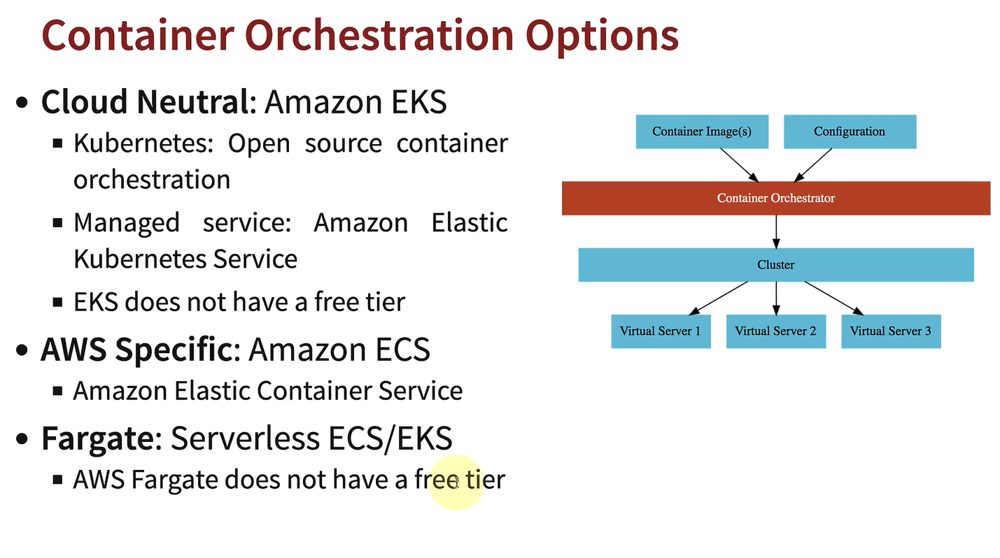 Container Orchestration Options
• Cloud Neutral: Amazon EKS
▪ Kubernetes: Open source container
orchestration
▪ Managed service: Amazon Elastic
Kubernetes Service
▪ EKS does not have a free tier
• AWS Specific: Amazon ECS
▪ Amazon Elastic Container Service
• Fargate: Serverless ECS/EKS
▪ AWS Fargate does not have a free tier
Container Image(s)
Configuration
Container Orchestrator
Cluster
Virtual Server 1
Virtual Server 2
Virtual Server 3